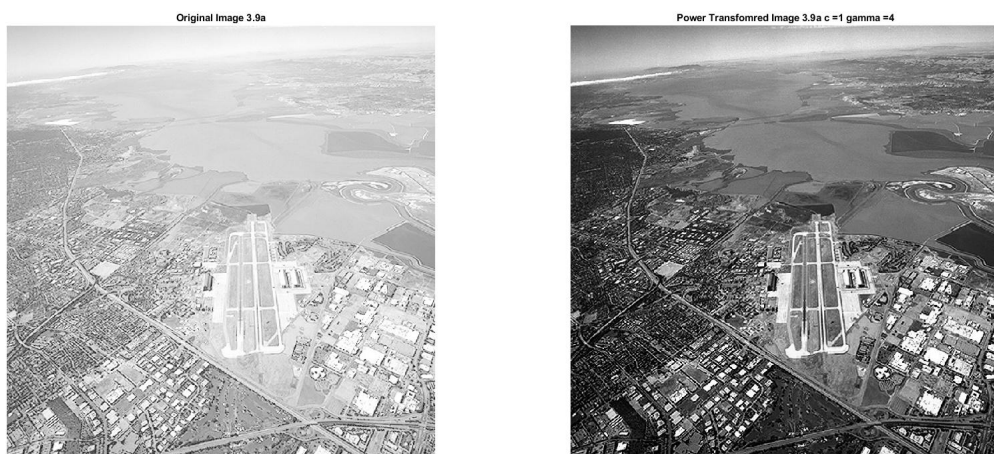 Original Image 3.9a
Power Transfomred Image 3.9a c =1 gamma =4